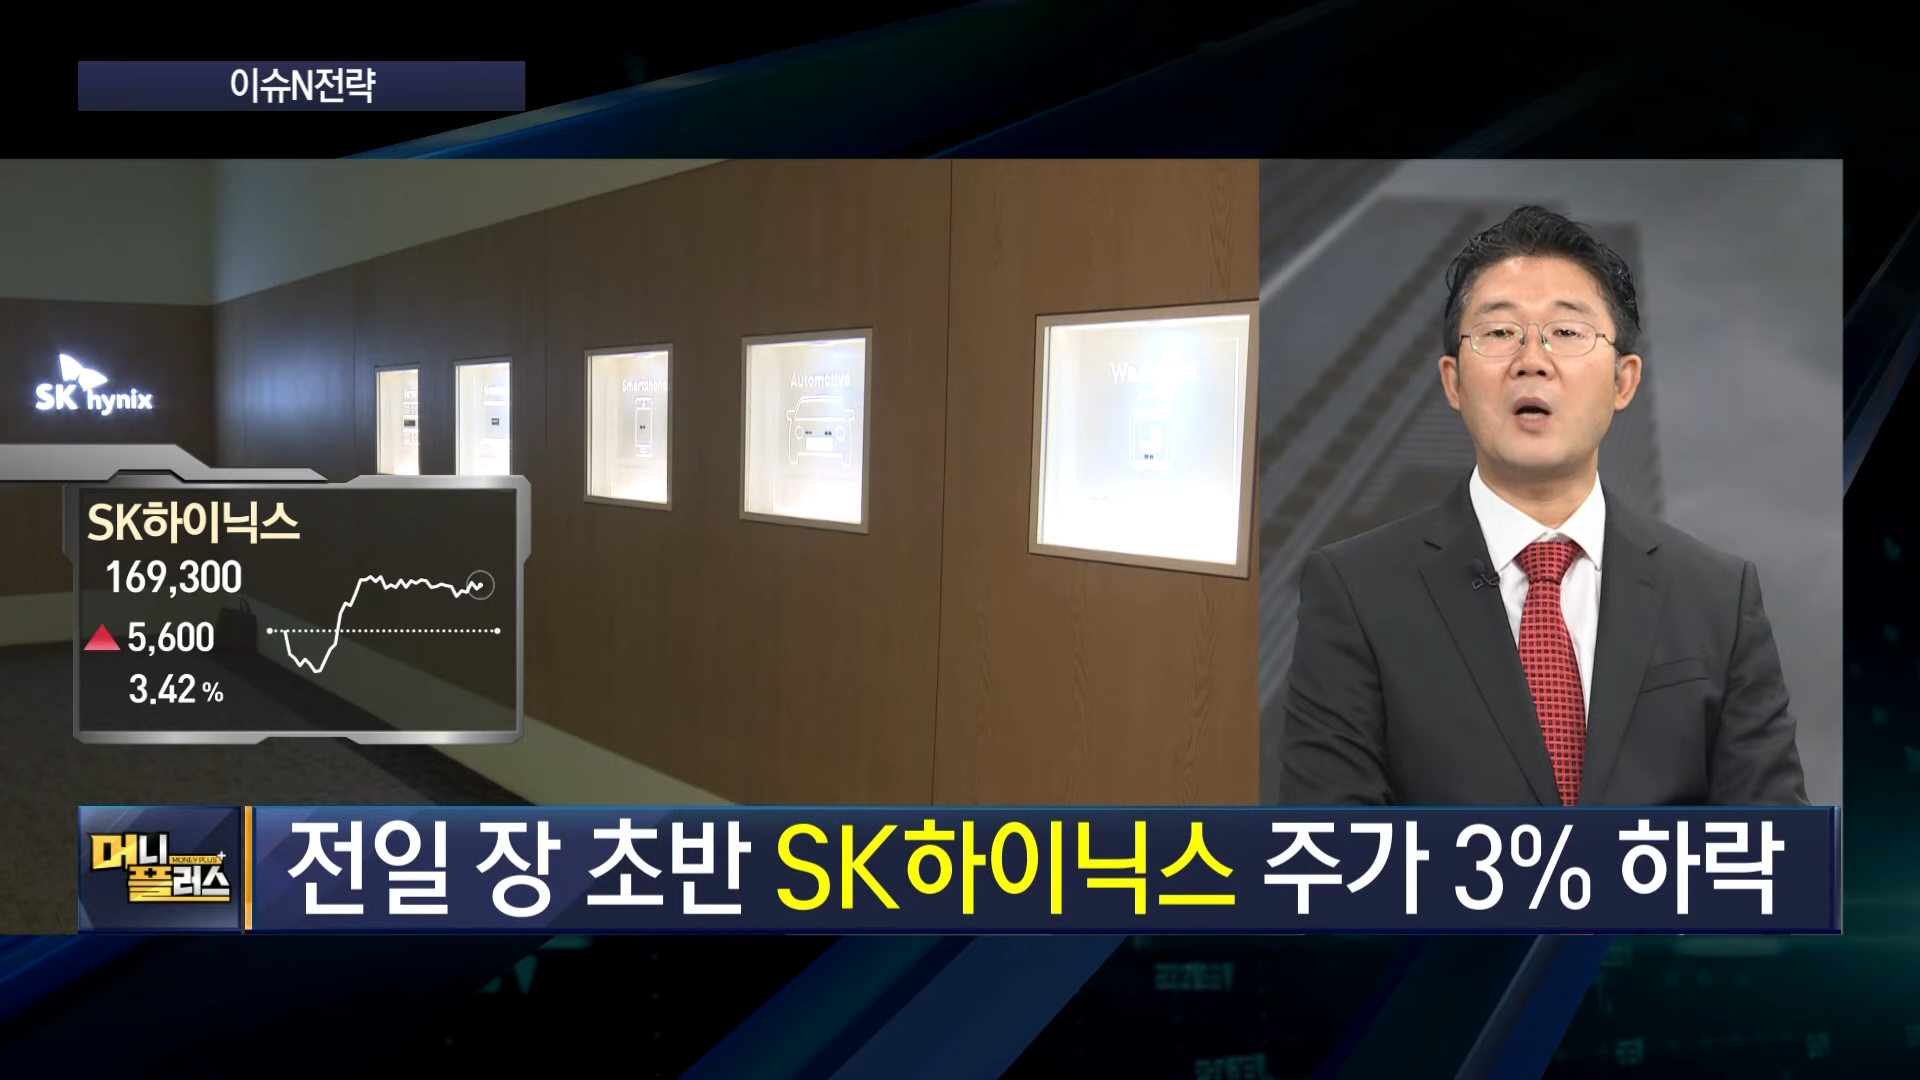 이슈N전략
SK hynix
Smartphone
Automotive
SK하이닉스
169,300
▲ 5,600
3.42 %
머니
MONEY PLUS+
플러스
전일 장 초반 SK하이닉스 주가 3% 하락